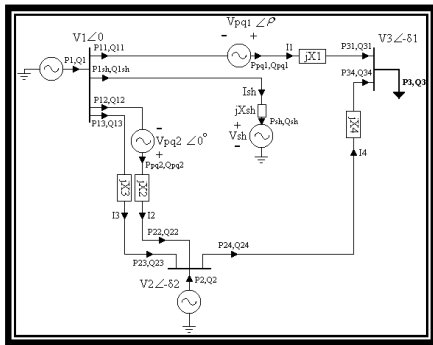 V1∠0
P11,Q11
Vpq1 ∠ρ
- +
I1
jX1
P31,Q31
V3∠-δ1
P1,Q1
P1sh,Q1sh
Ppq1,Qpq1
P34,Q34
P3,Q3
P12,Q12
P13,Q13
Ish
jXsh
Psh,Qsh
+
Vsh
-
jX4
-
Vpq2 ∠0°
+
Ppq2,Qpq2
jX3
jX2
I4
I3
I2
P22,Q22
P23,Q23
P24,Q24
P2,Q2
V2∠-δ2